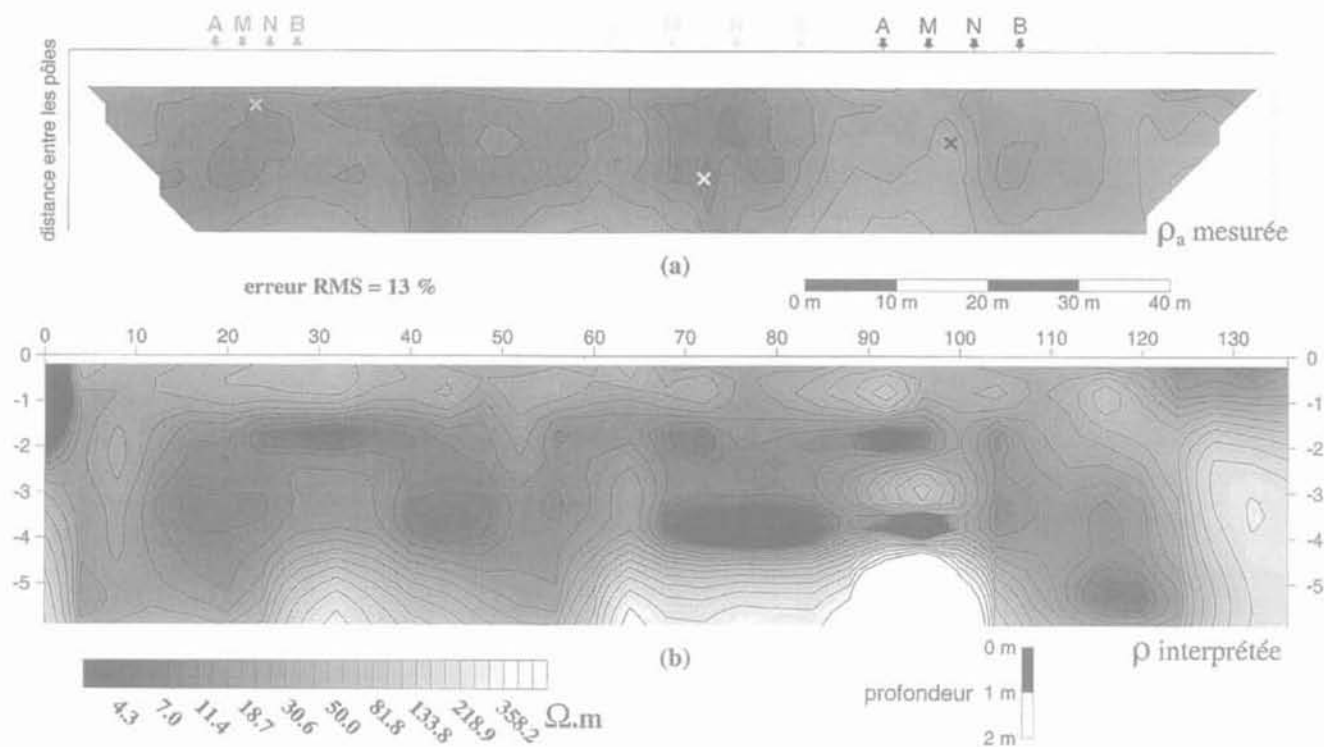 A M N B
M N
A M N B
distance entre les pôles
ρa mesurée
(a)
erreur RMS = 13 %
0 m 10 m 20 m 30 m 40 m
0 10 20 30 40 50 60 70 80 90 100 110 120 130
0 0
-1 -1
-2 -2
-3 -3
-4 -4
-5 -5
(b)
ρ interprétée
4.3 7.0 11.4 18.7 30.6 50.0 81.8 133.8 218.9 358.2 Ω.m
profondeur
0 m
1 m
2 m